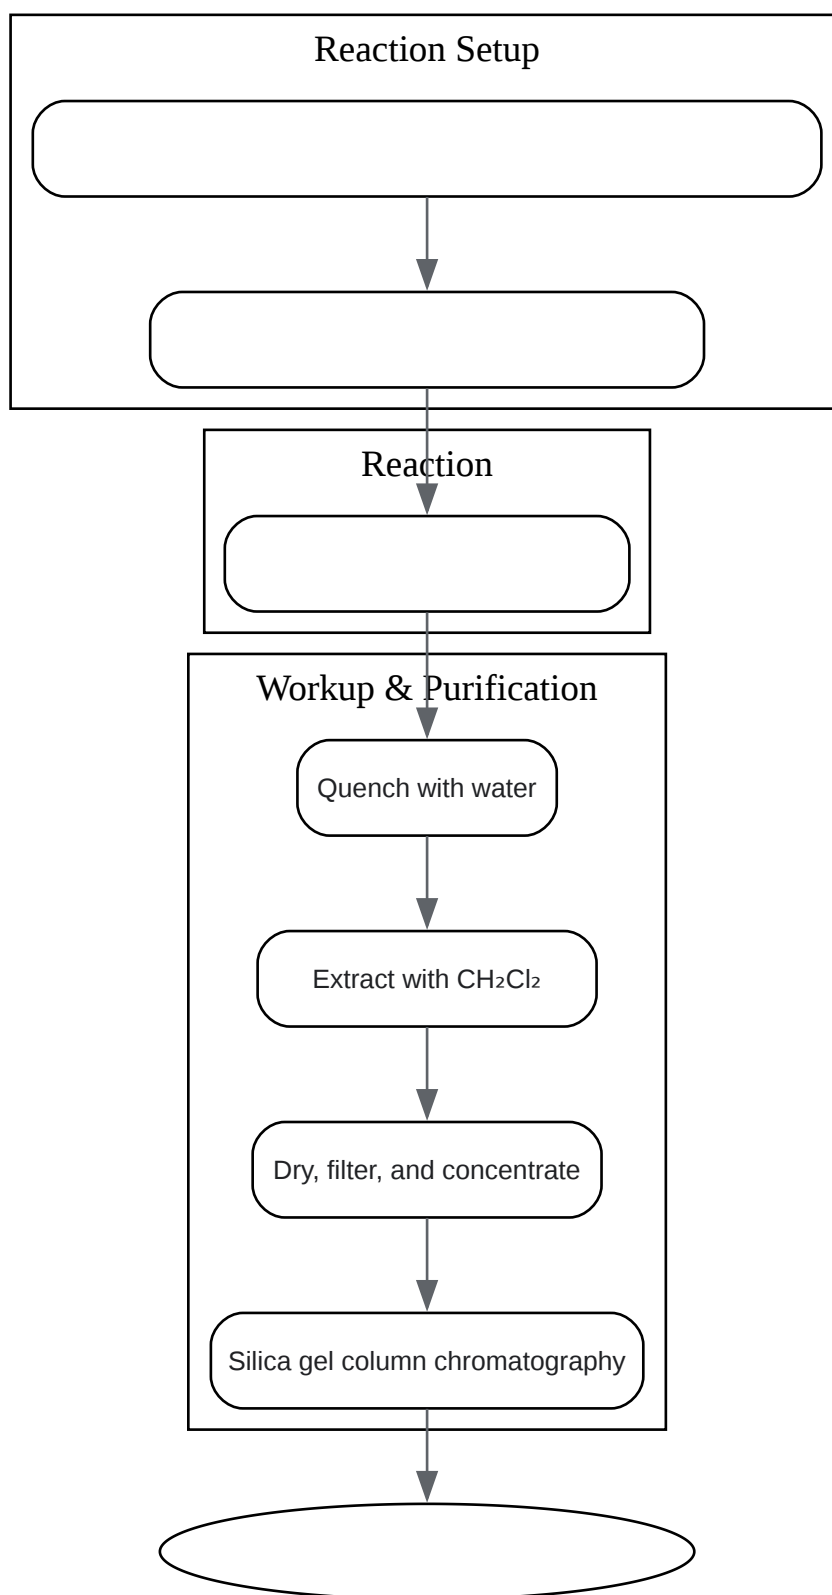 Reaction Setup
Reaction
Workup & Purification
Quench with water
Extract with CH₂Cl₂
Dry, filter, and concentrate
Silica gel column chromatography